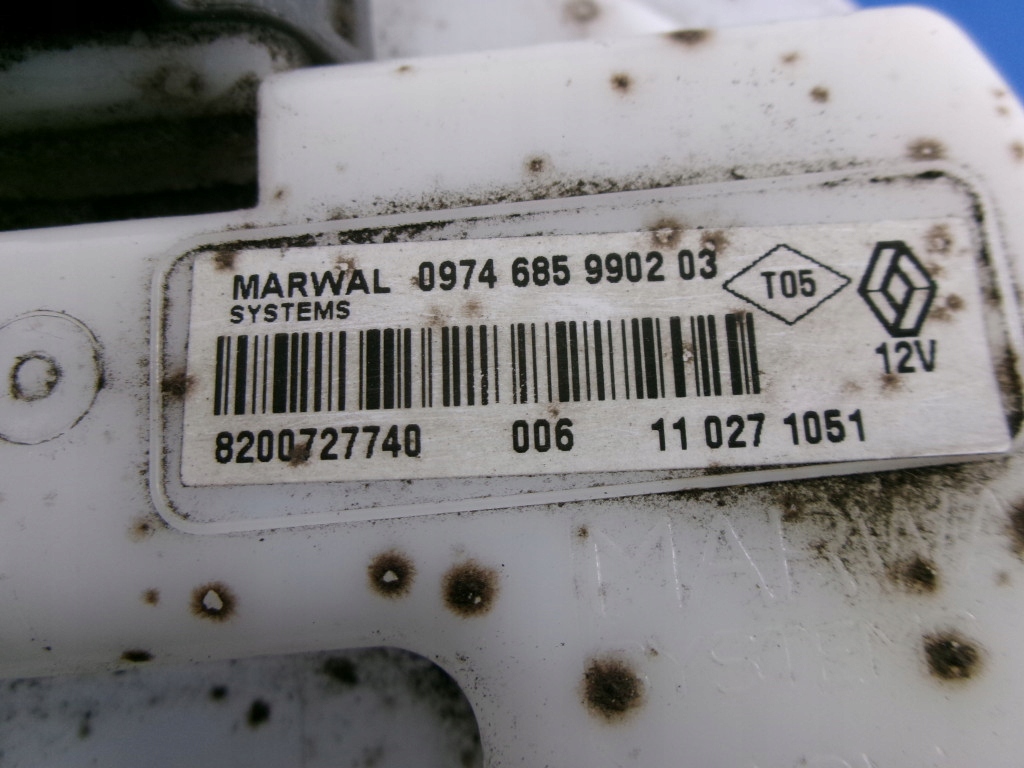 MARWAL 0974 685 9902 03
SYSTEMS
T05
12V
8200727740 006 11 027 1051